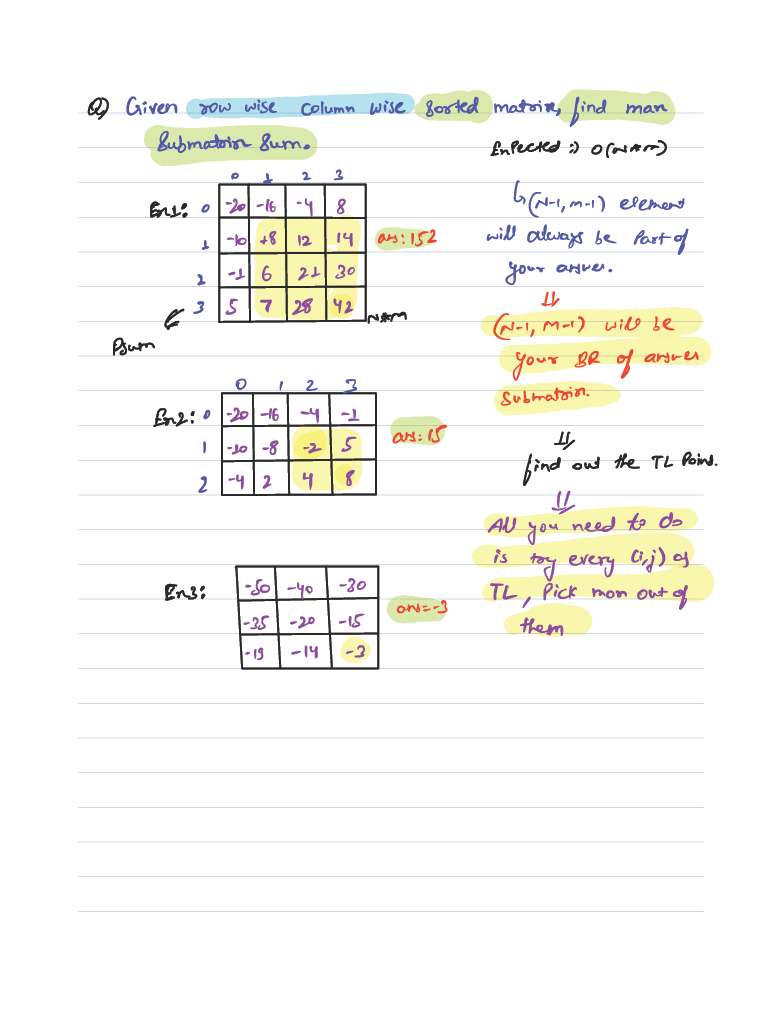 Q) Given row wise column wise sorted matrix, find max
Submatrix Sum.
Expected :) O(N*M)
0 1 2 3
Ex1: 0 -20 -16 -4 8
1 -10 +8 12 14 ans: 152
2 -1 6 21 30
3 5 7 28 42 N*M
Psum
↳ (N-1, M-1) element
will always be Part of
your answer.
⇓
(N-1, M-1) will be
your BR of answer
submatrix.
⇓
find out the TL Point.
⇓
All you need to do
is try every (i,j) as
TL, Pick max out of
them
0 1 2 3
Ex2: 0 -20 -16 -4 -1
1 -10 -8 -2 5 ans: 15
2 -4 2 4 8
Ex3: -50 -40 -30
-35 -20 -15 ans=-3
-19 -14 -3